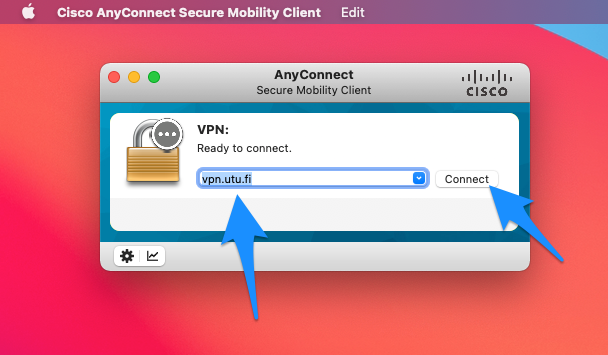 Cisco AnyConnect Secure Mobility Client Edit
AnyConnect
Secure Mobility Client
CISCO
VPN:
Ready to connect.
vpn.utu.fi
Connect